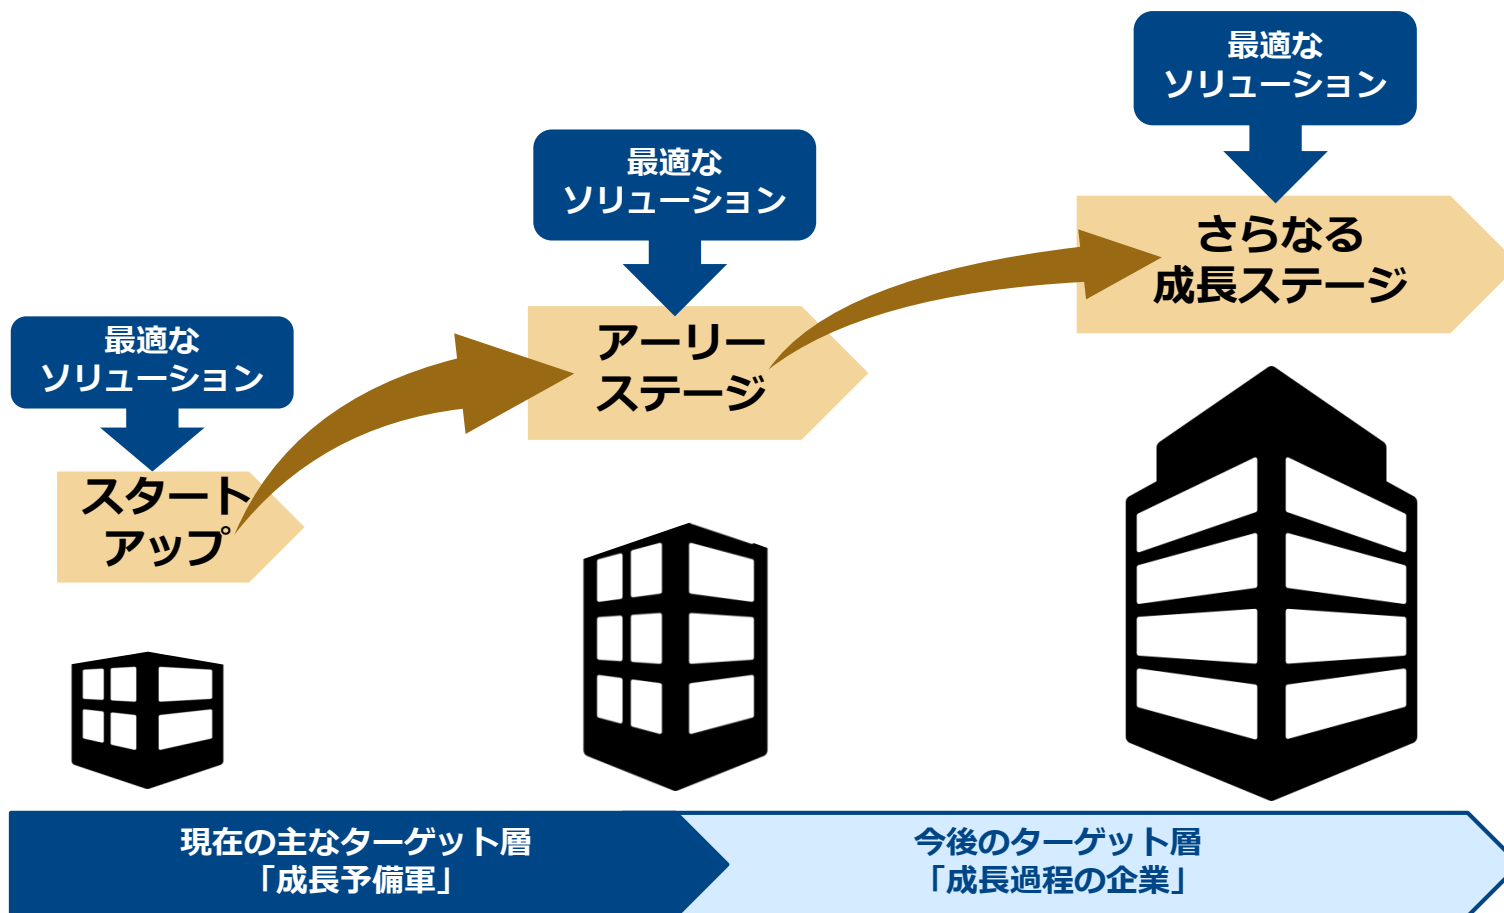 最適な
ソリューション
スタート
アップ
最適な
ソリューション
アーリー
ステージ
最適な
ソリューション
さらなる
成長ステージ
現在の主なターゲット層
「成長予備軍」
今後のターゲット層
「成長過程の企業」